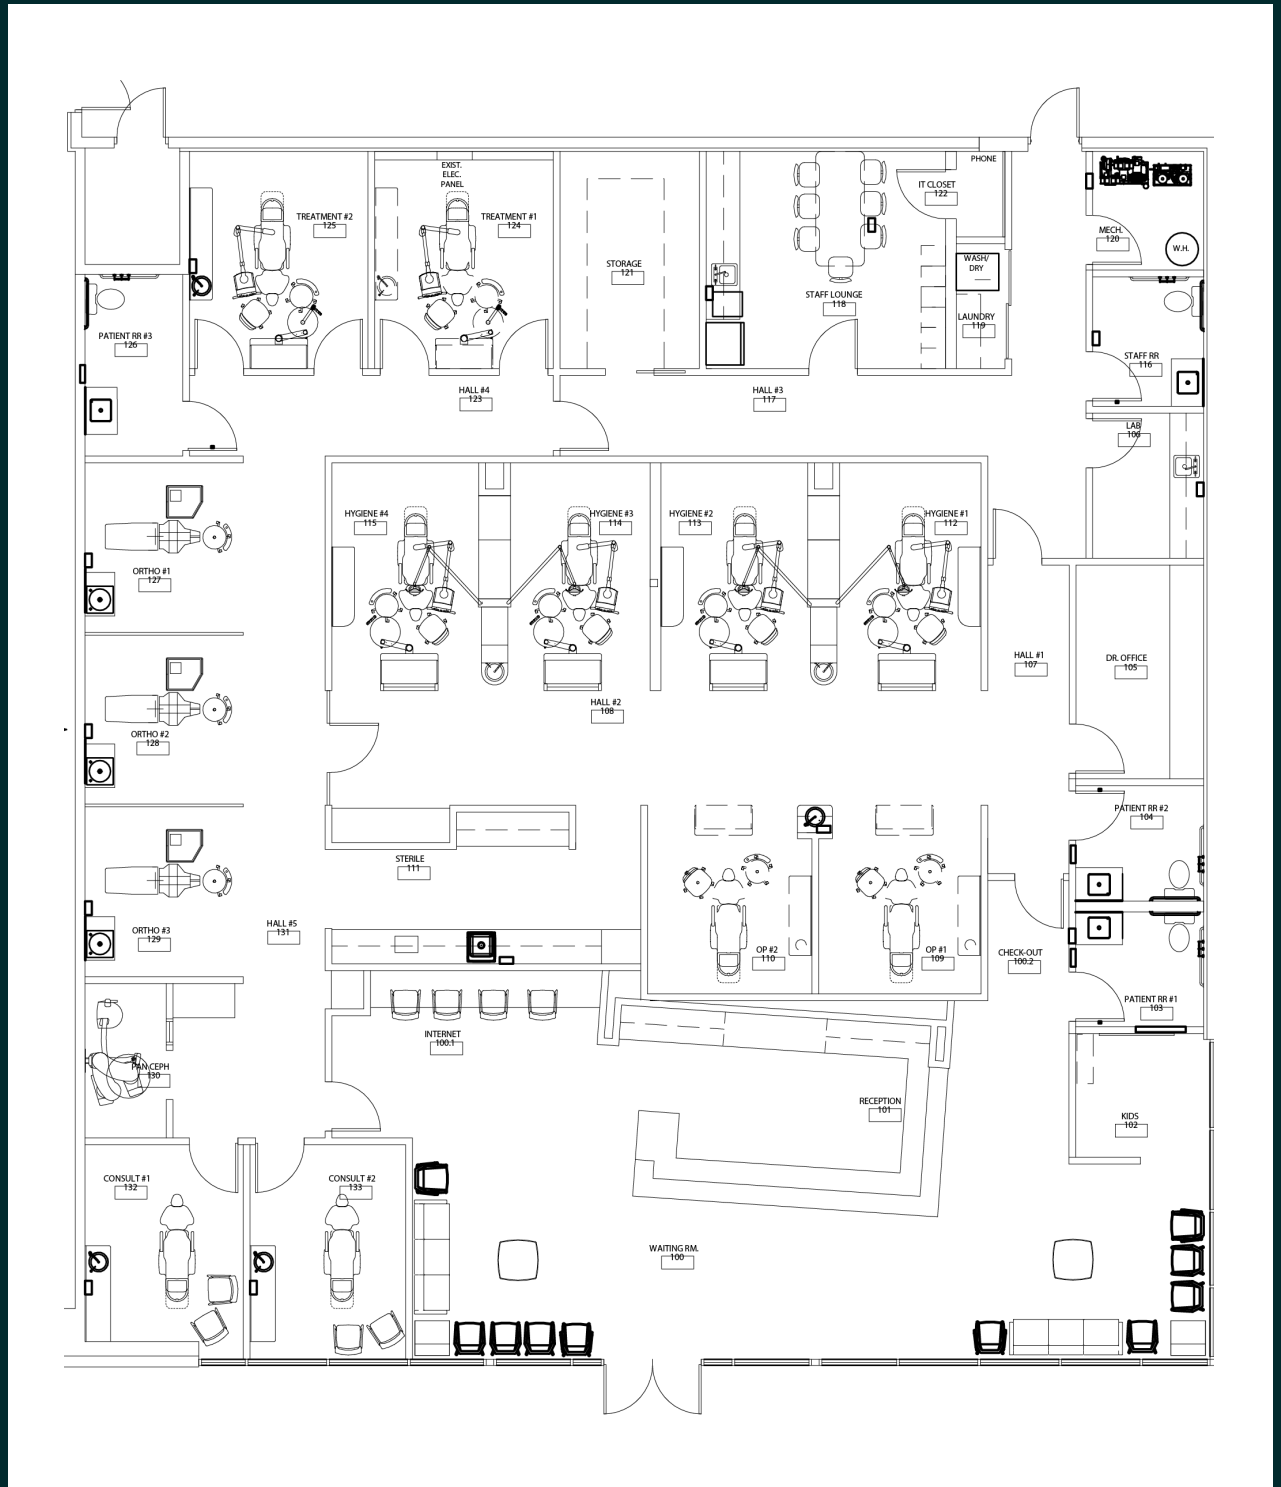 PHONE
EXIST.
ELEC.
PANEL
IT CLOSET
122
TREATMENT #2
125
TREATMENT #1
124
MECH.
120
W.H.
STORAGE
121
WASH/
DRY
STAFF LOUNGE
118
LAUNDRY
119
PATIENT RR #3
126
STAFF RR
116
HALL #4
123
HALL #3
117
LAB
106
HYGIENE #4
115
HYGIENE #3
114
HYGIENE #2
113
HYGIENE #1
112
ORTHO #1
127
HALL #1
107
DR. OFFICE
105
HALL #2
108
ORTHO #2
128
PATIENT RR #2
104
STERILE
111
HALL #5
131
ORTHO #3
129
OP #2
110
OP #1
109
CHECK-OUT
100.2
PATIENT RR #1
103
INTERNET
100.1
PAN CEPH
130
RECEPTION
101
KIDS
102
CONSULT #1
132
CONSULT #2
133
WAITING RM.
100